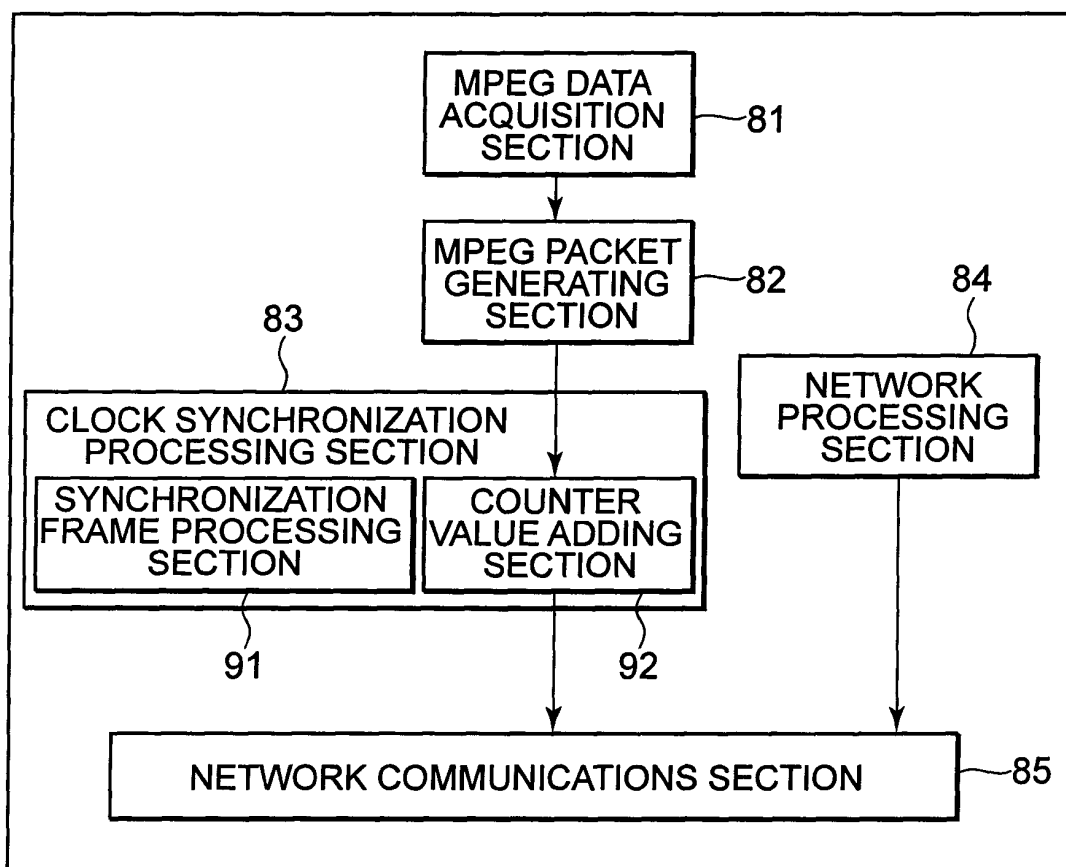 MPEG DATA
ACQUISITION
SECTION
81
MPEG PACKET
GENERATING
SECTION
82
83
84
CLOCK SYNCHRONIZATION
PROCESSING SECTION
NETWORK
PROCESSING
SECTION
SYNCHRONIZATION
FRAME PROCESSING
SECTION
COUNTER
VALUE ADDING
SECTION
91
92
NETWORK COMMUNICATIONS SECTION
85